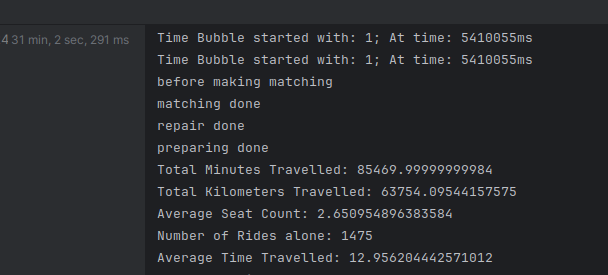 4 31 min, 2 sec, 291 ms
Time Bubble started with: 1; At time: 5410055ms
Time Bubble started with: 1; At time: 5410055ms
before making matching
matching done
repair done
preparing done
Total Minutes Travelled: 85469.99999999984
Total Kilometers Travelled: 63754.09544157575
Average Seat Count: 2.650954896383584
Number of Rides alone: 1475
Average Time Travelled: 12.956204442571012